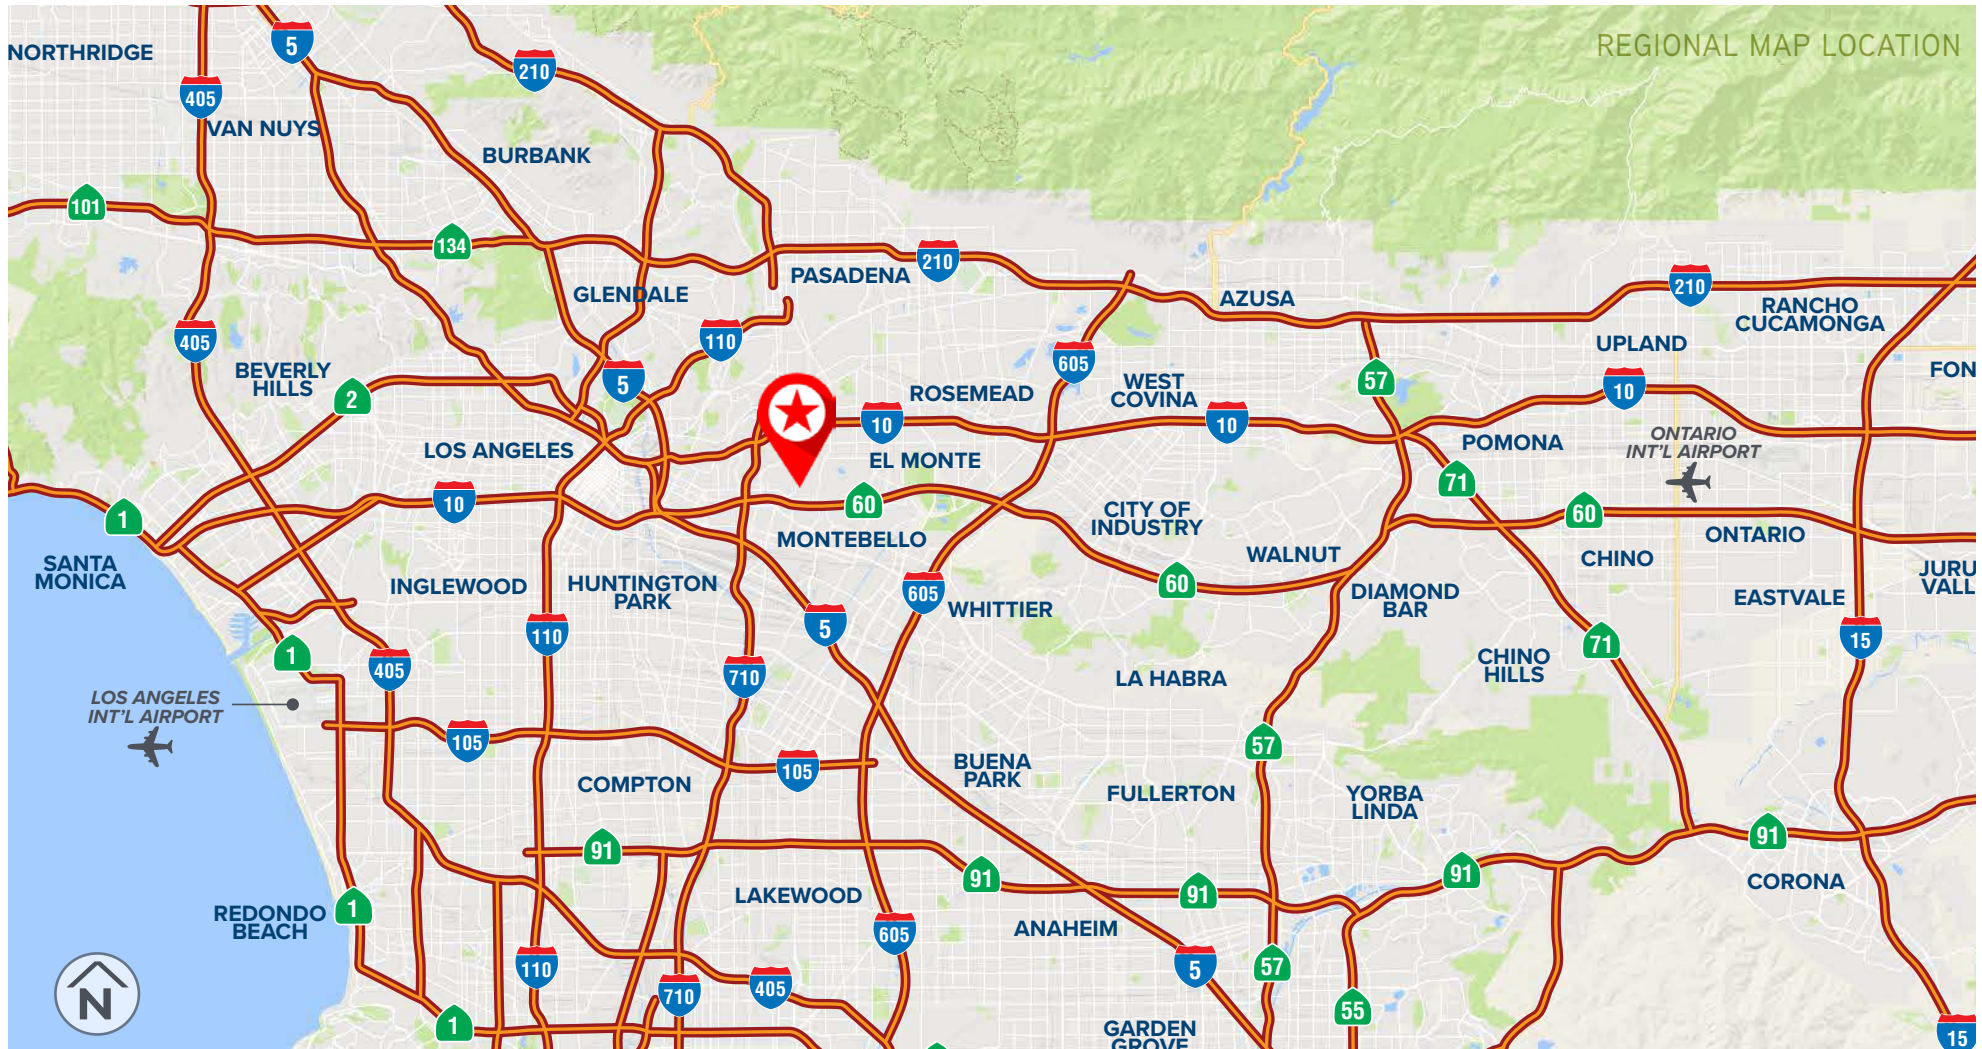 REGIONAL MAP LOCATION
NORTHRIDGE
5
210
405
VAN NUYS
BURBANK
101
134
PASADENA
210
GLENDALE
AZUSA
210
RANCHO
CUCAMONGA
405
110
UPLAND
BEVERLY
HILLS
2
5
605
57
FON
ROSEMEAD
WEST
COVINA
10
10
10
LOS ANGELES
EL MONTE
POMONA
ONTARIO
INT'L AIRPORT
71
1
10
60
CITY OF
INDUSTRY
60
MONTEBELLO
ONTARIO
SANTA
MONICA
INGLEWOOD
HUNTINGTON
PARK
605
WHITTIER
60
WALNUT
DIAMOND
BAR
CHINO
JURU
VALL
EASTVALE
110
5
71
15
1
405
710
LA HABRA
CHINO
HILLS
LOS ANGELES
INT'L AIRPORT
105
105
57
COMPTON
BUENA
PARK
FULLERTON
YORBA
LINDA
91
91
91
91
91
CORONA
LAKEWOOD
REDONDO
BEACH
1
605
ANAHEIM
110
710
405
5
57
55
N
1
GARDEN
GROVE
15